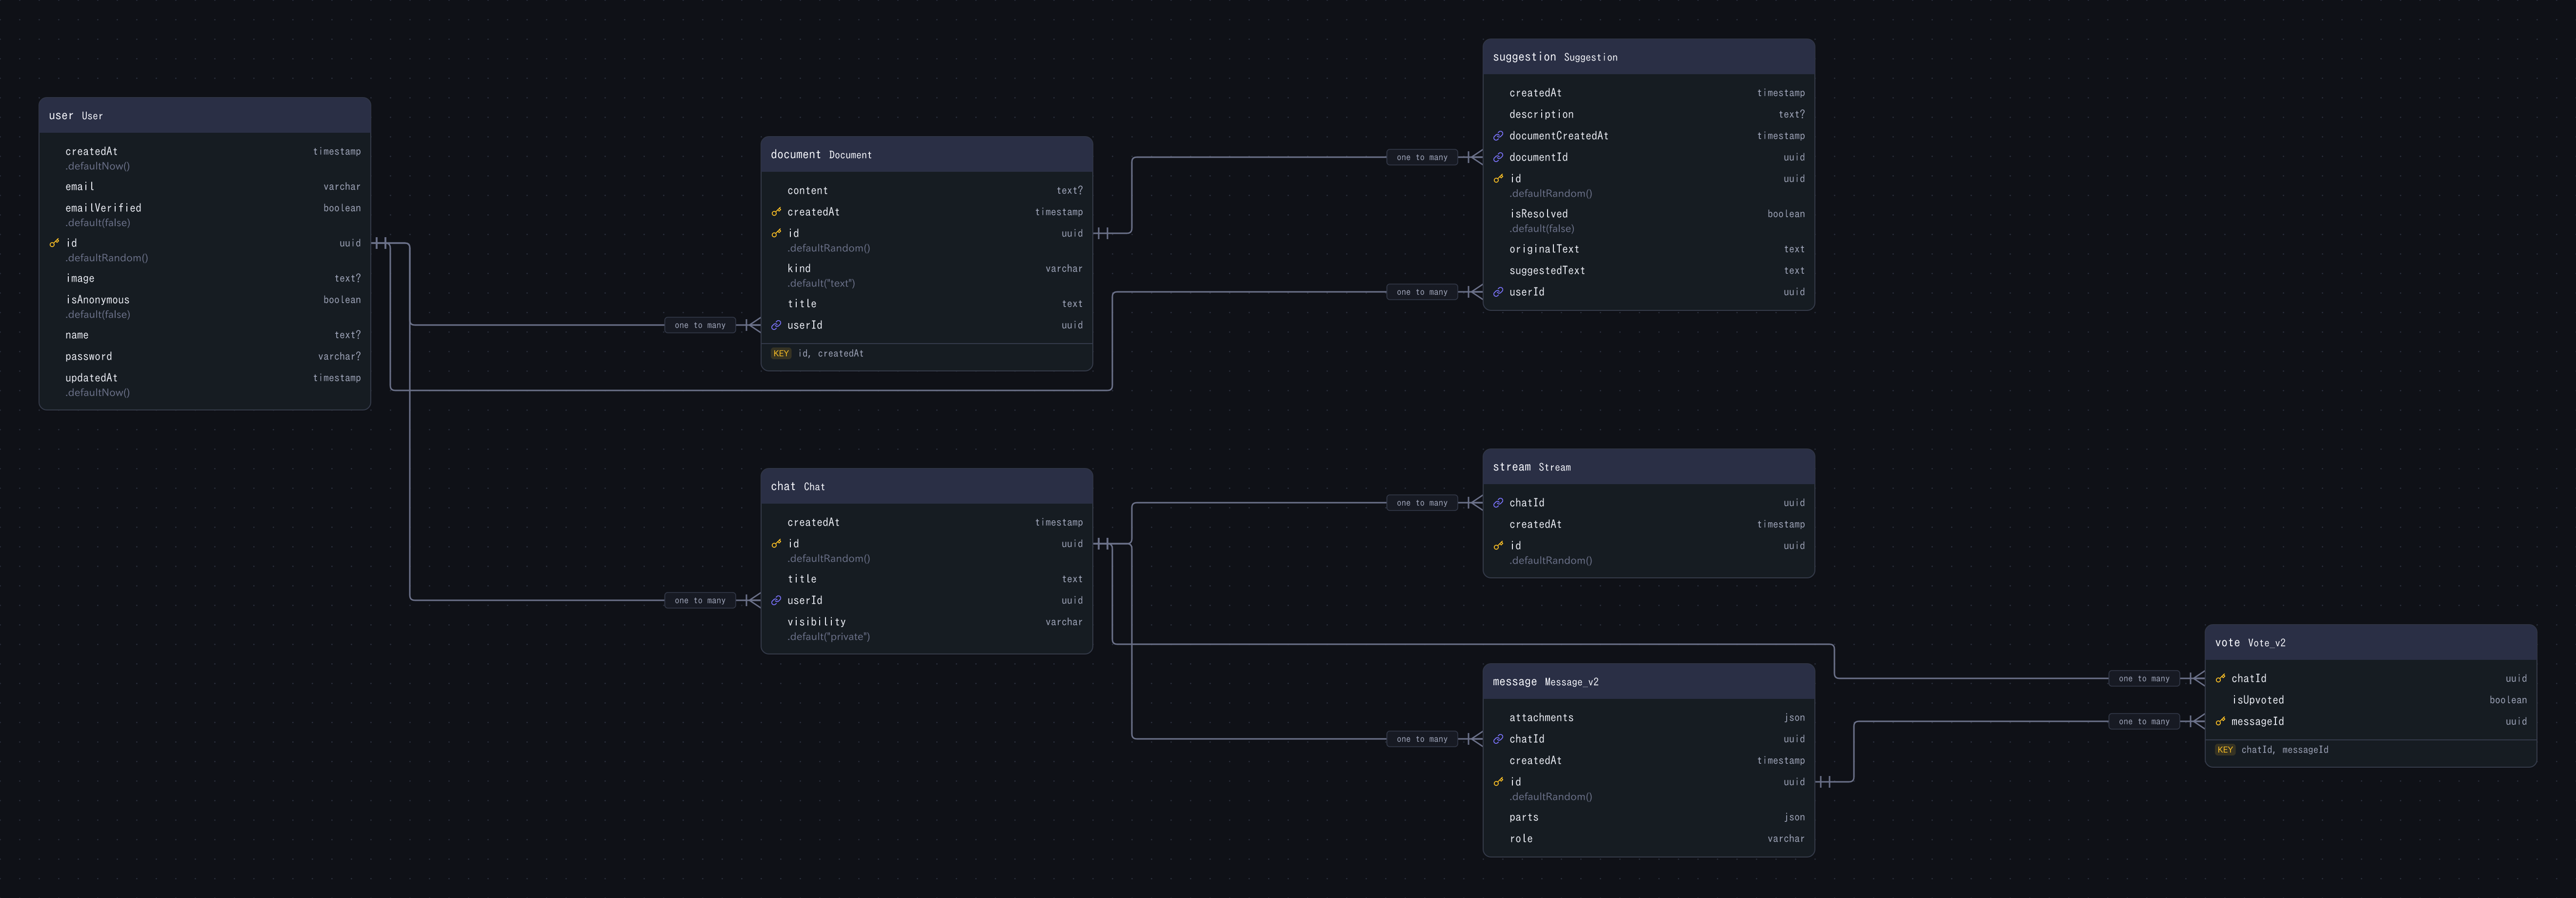 user User
createdAt timestamp
.defaultNow()
email varchar
emailVerified boolean
.default(false)
id uuid
.defaultRandom()
image text?
isAnonymous boolean
.default(false)
name text?
password varchar?
updatedAt timestamp
.defaultNow()
one to many
document Document
content text?
createdAt timestamp
id uuid
.defaultRandom()
kind varchar
.default("text")
title text
userId uuid
KEY id, createdAt
one to many
chat Chat
createdAt timestamp
id uuid
.defaultRandom()
title text
userId uuid
visibility varchar
.default("private")
one to many
one to many
suggestion Suggestion
createdAt timestamp
description text?
documentCreatedAt timestamp
documentId uuid
id uuid
.defaultRandom()
isResolved boolean
.default(false)
originalText text
suggestedText text
userId uuid
one to many
stream Stream
chatId uuid
createdAt timestamp
id uuid
.defaultRandom()
one to many
message Message_v2
attachments json
chatId uuid
createdAt timestamp
id uuid
.defaultRandom()
parts json
role varchar
one to many
one to many
vote Vote_v2
chatId uuid
isUpvoted boolean
messageId uuid
KEY chatId, messageId